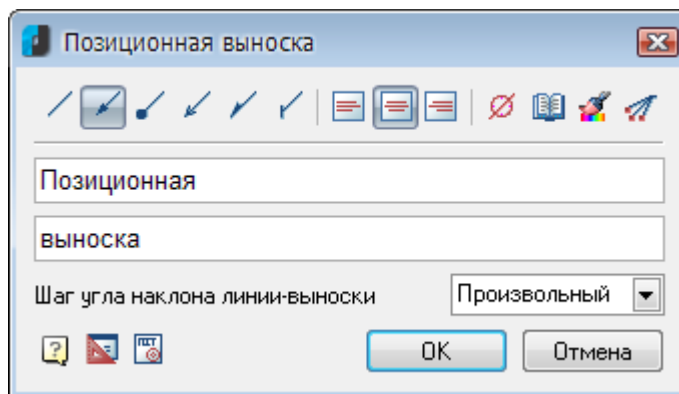 Позиционная выноска
Позиционная
выноска
Шаг угла наклона линии-выноски
Произвольный
OK
Отмена